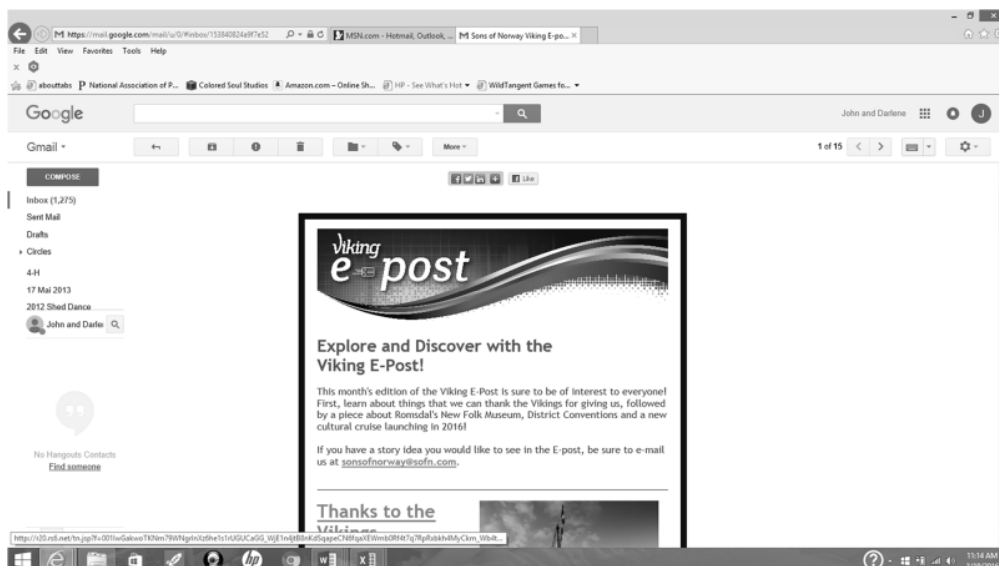 https://mail.google.com/mail/u/0/#inbox/153840824a9f7e52
MSN.com - Hotmail, Outlook, ...
Sons of Norway Viking E-po...
File Edit View Favorites Tools Help
abouttabs National Association of P... Colored Soul Studios Amazon.com – Online Sh... HP - See What's Hot WildTangent Games fo...
Google
John and Darlene
J
Gmail
More
1 of 15
COMPOSE
Like
Inbox (1,275)
Sent Mail
Drafts
Circles
4-H
17 Mai 2013
2012 Shed Dance
John and Darle
No Hangouts Contacts
Find someone
viking
e-post
Explore and Discover with the
Viking E-Post!
This month's edition of the Viking E-Post is sure to be of interest to everyone!
First, learn about things that we can thank the Vikings for giving us, followed
by a piece about Romsdal's New Folk Museum, District Conventions and a new
cultural cruise launching in 2016!
If you have a story idea you would like to see in the E-post, be sure to e-mail
us at sonsofnorway@sofn.com.
Thanks to the
Vikings
hp
11:14 AM